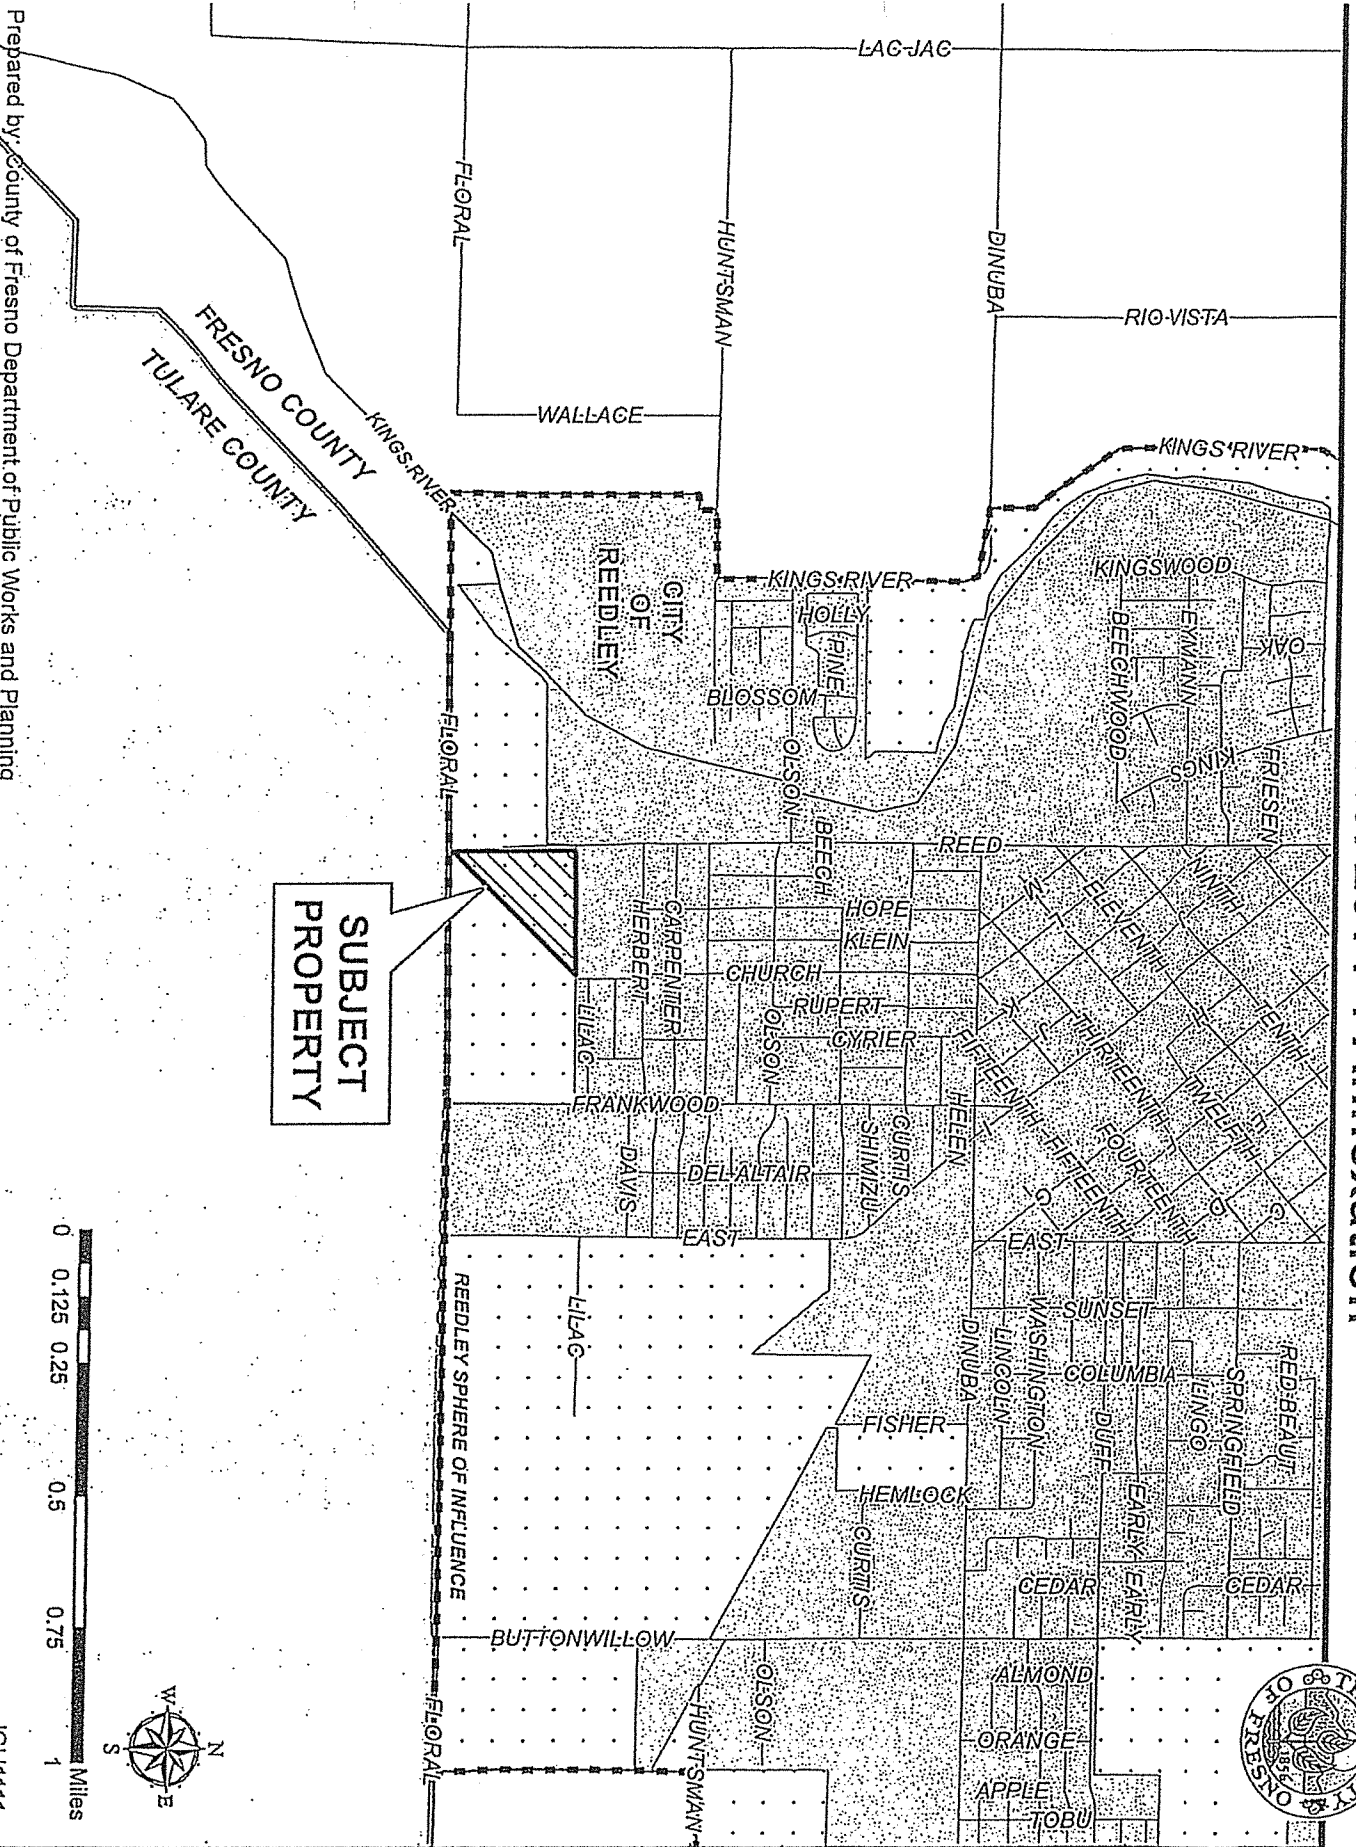 LAC JAC
FLORAL
HUNTSMAN
DINUBA
RIO VISTA
WALLACE
KINGS RIVER
KINGS RIVER
KINGS RIVER
FRESNO COUNTY
TULARE COUNTY
CITY
OF
REEDLEY
KINGSWOOD
BEECHWOOD
EYMANN
OAK
KINGS
FRIESEN
HOLLY
PINE
BLOSSOM
OLSON
BEECH
REED
FLORAL
HOPE
KLEIN
CHURCH
RUPERT
CYRIER
OLSON
CARPENTER
HERBERT
LILAC
FRANKWOOD
NINTH
TENTH
ELEVENTH
TWELFTH
THIRTEENTH
FOURTEENTH
FIFTEENTH
FIFTEENTH
N
K
J
I
H
G
E
D
C
HELEN
CURTIS
SHIMIZU
DEL ALTAIR
DAVIS
EAST
EAST
SUBJECT
PROPERTY
REEDLEY SPHERE OF INFLUENCE
LILAC
SUNSET
WASHINGTON
LINCOLN
DINUBA
COLUMBIA
DUFF
LINGO
SPRINGFIELD
RED BEAUT
FISHER
HEMLOCK
CURTIS
EARLY
EARLY
CEDAR
CEDAR
BUTTONWILLOW
OLSON
HUNTSMAN
FLORAL
ALMOND
ORANGE
APPLE
TOBU
0 0.125 0.25 0.5 0.75 1
Miles
N
W E
S
OF FRESNO
1856
Prepared by: County of Fresno Department of Public Works and Planning